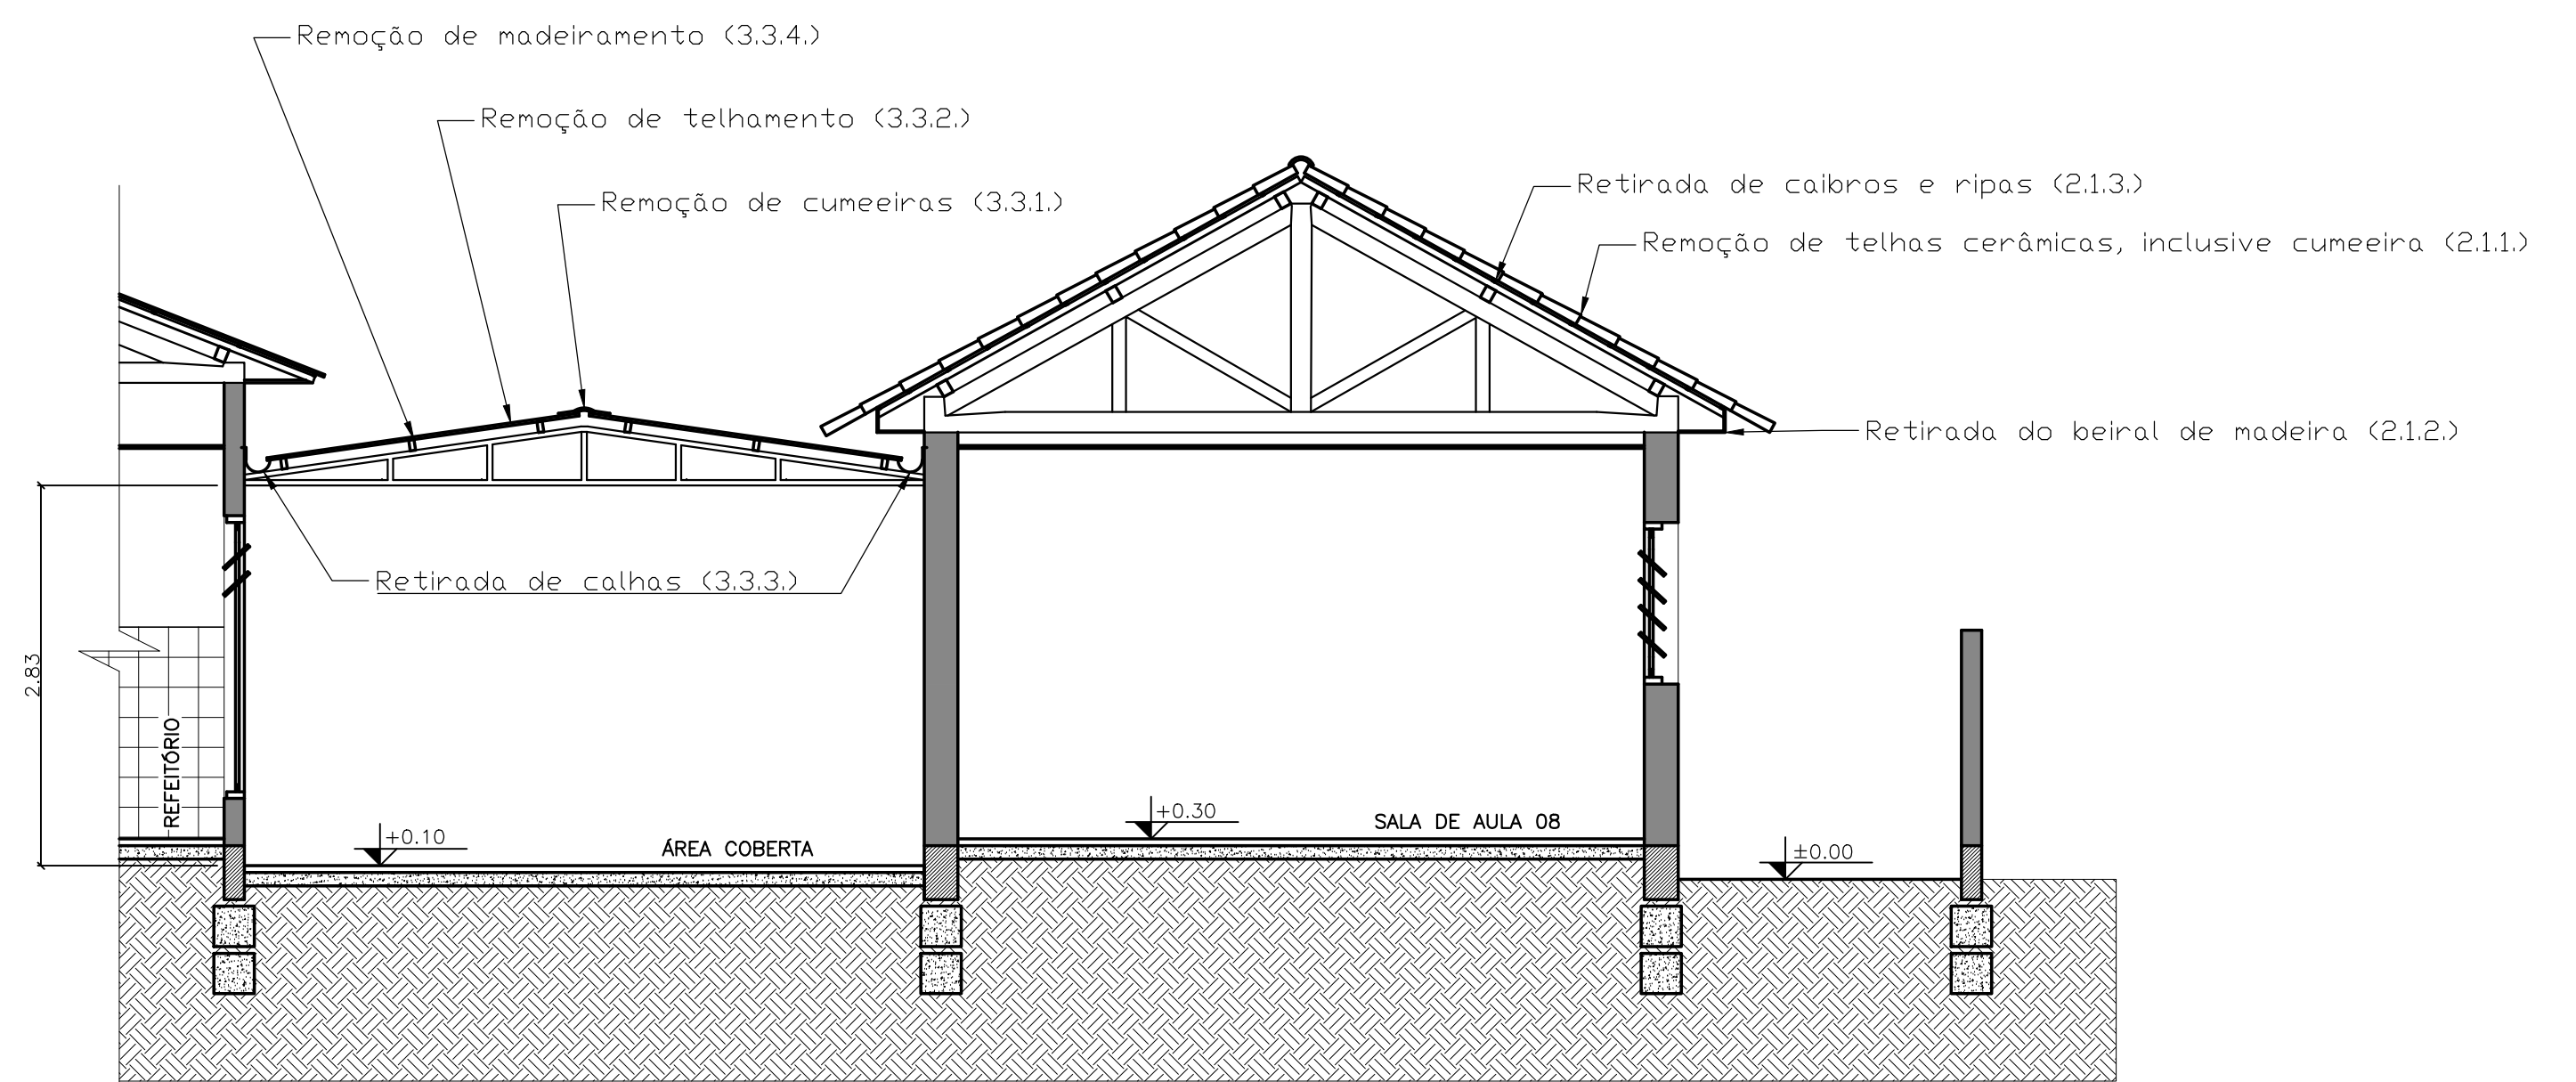 Remoção de madeiramento (3.3.4.)
Remoção de telhamento (3.3.2.)
Remoção de cumeeiras (3.3.1.)
Retirada de caibros e ripas (2.1.3.)
Remoção de telhas cerâmicas, inclusive cumeeira (2.1.1.)
Retirada do beiral de madeira (2.1.2.)
Retirada de calhas (3.3.3.)
2.83
REFEITÓRIO
+0.10
ÁREA COBERTA
+0.30
SALA DE AULA 08
±0.00